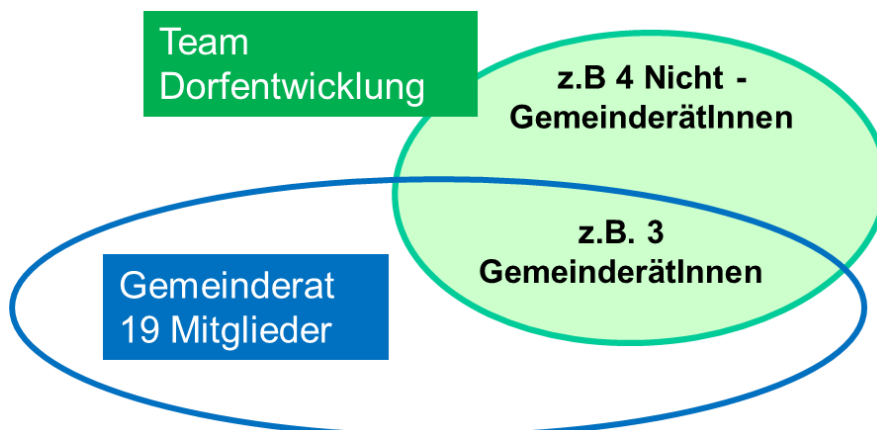 Team
Dorfentwicklung
z.B 4 Nicht -
GemeinderätInnen
z.B. 3
GemeinderätInnen
Gemeinderat
19 Mitglieder